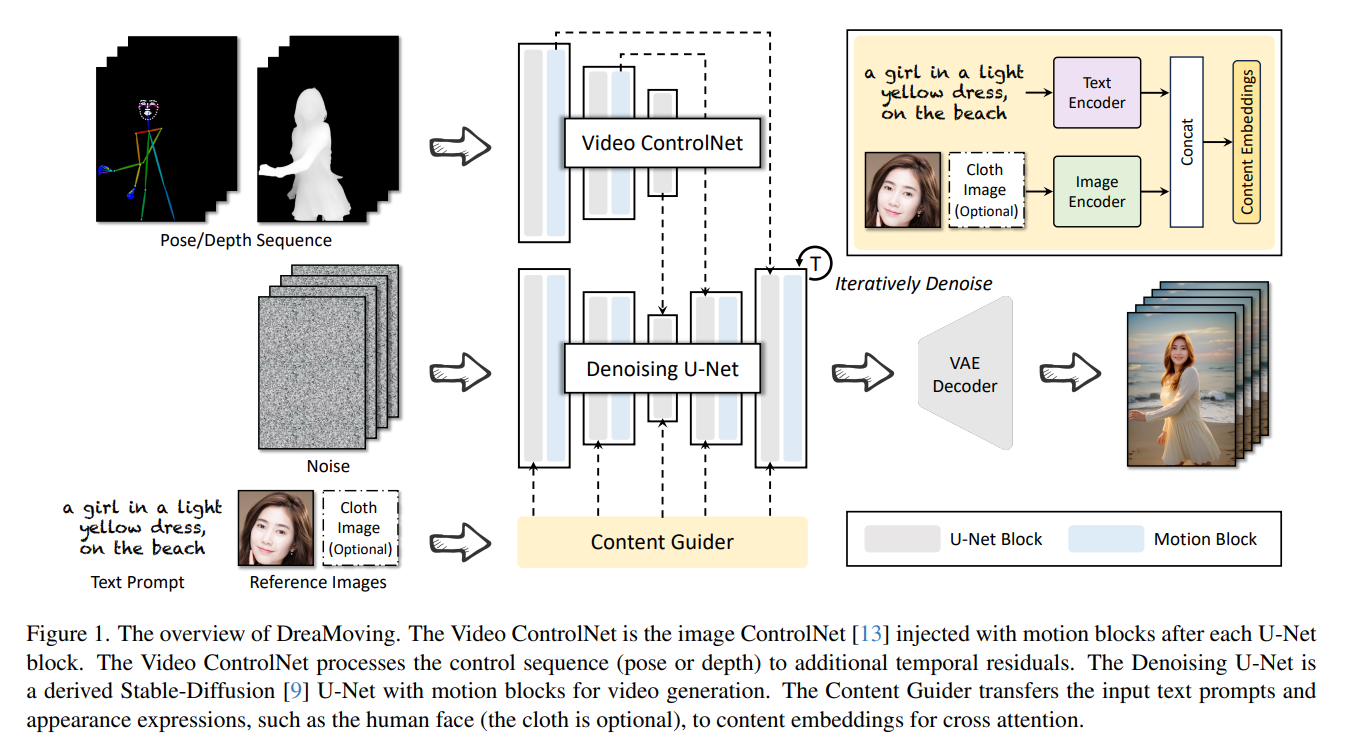 Pose/Depth Sequence
Video ControlNet
a girl in a light
yellow dress,
on the beach
Text
Encoder
Cloth
Image
(Optional)
Image
Encoder
Concat
Content Embeddings
Noise
Denoising U-Net
T
Iteratively Denoise
VAE
Decoder
a girl in a light
yellow dress,
on the beach
Text Prompt
Cloth
Image
(Optional)
Reference Images
Content Guider
U-Net Block
Motion Block
Figure 1. The overview of DreaMoving. The Video ControlNet is the image ControlNet [13] injected with motion blocks after each U-Net
block. The Video ControlNet processes the control sequence (pose or depth) to additional temporal residuals. The Denoising U-Net is
a derived Stable-Diffusion [9] U-Net with motion blocks for video generation. The Content Guider transfers the input text prompts and
appearance expressions, such as the human face (the cloth is optional), to content embeddings for cross attention.